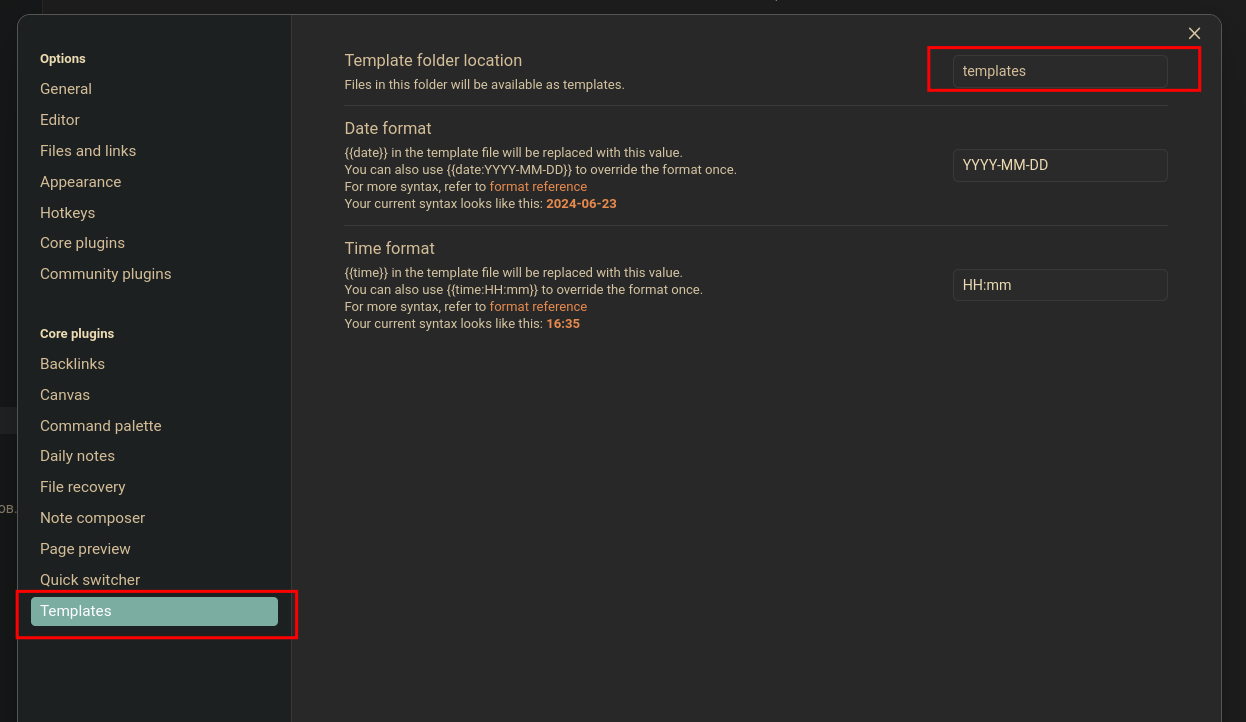 Options
General
Editor
Files and links
Appearance
Hotkeys
Core plugins
Community plugins
Core plugins
Backlinks
Canvas
Command palette
Daily notes
File recovery
Note composer
Page preview
Quick switcher
Templates
Template folder location
Files in this folder will be available as templates.
templates
Date format
{{date}} in the template file will be replaced with this value.
You can also use {{date:YYYY-MM-DD}} to override the format once.
For more syntax, refer to format reference
Your current syntax looks like this: 2024-06-23
YYYY-MM-DD
Time format
{{time}} in the template file will be replaced with this value.
You can also use {{time:HH:mm}} to override the format once.
For more syntax, refer to format reference
Your current syntax looks like this: 16:35
HH:mm